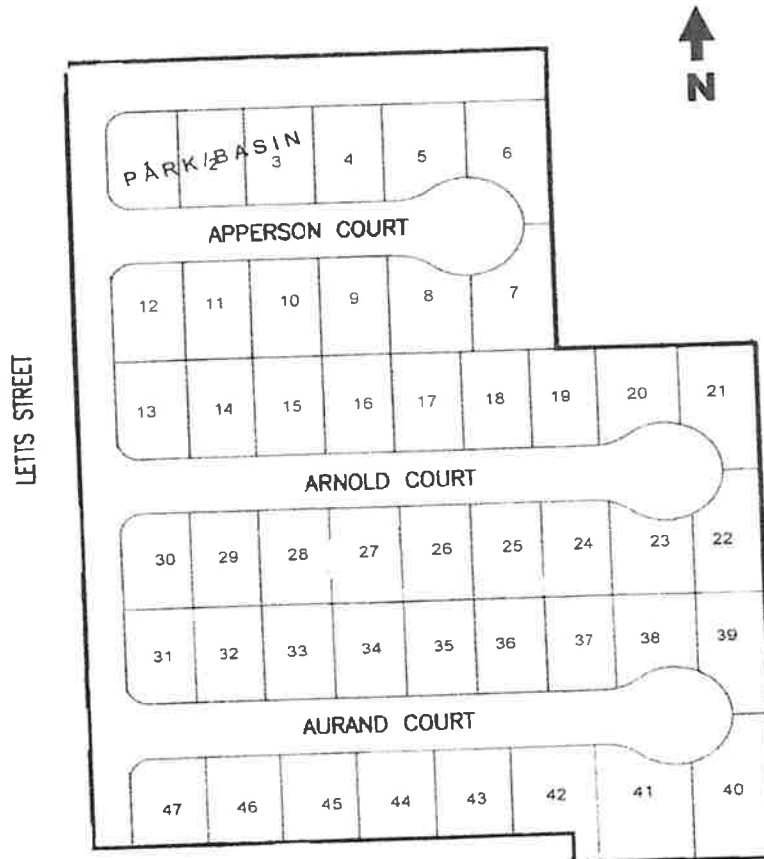 N
PARK/BASIN
2 3 4 5 6
APPERSON COURT
12 11 10 9 8 7
13 14 15 16 17 18 19 20 21
LETTS STREET
ARNOLD COURT
30 29 28 27 26 25 24 23 22
31 32 33 34 35 36 37 38 39
AURAND COURT
47 46 45 44 43 42 41 40